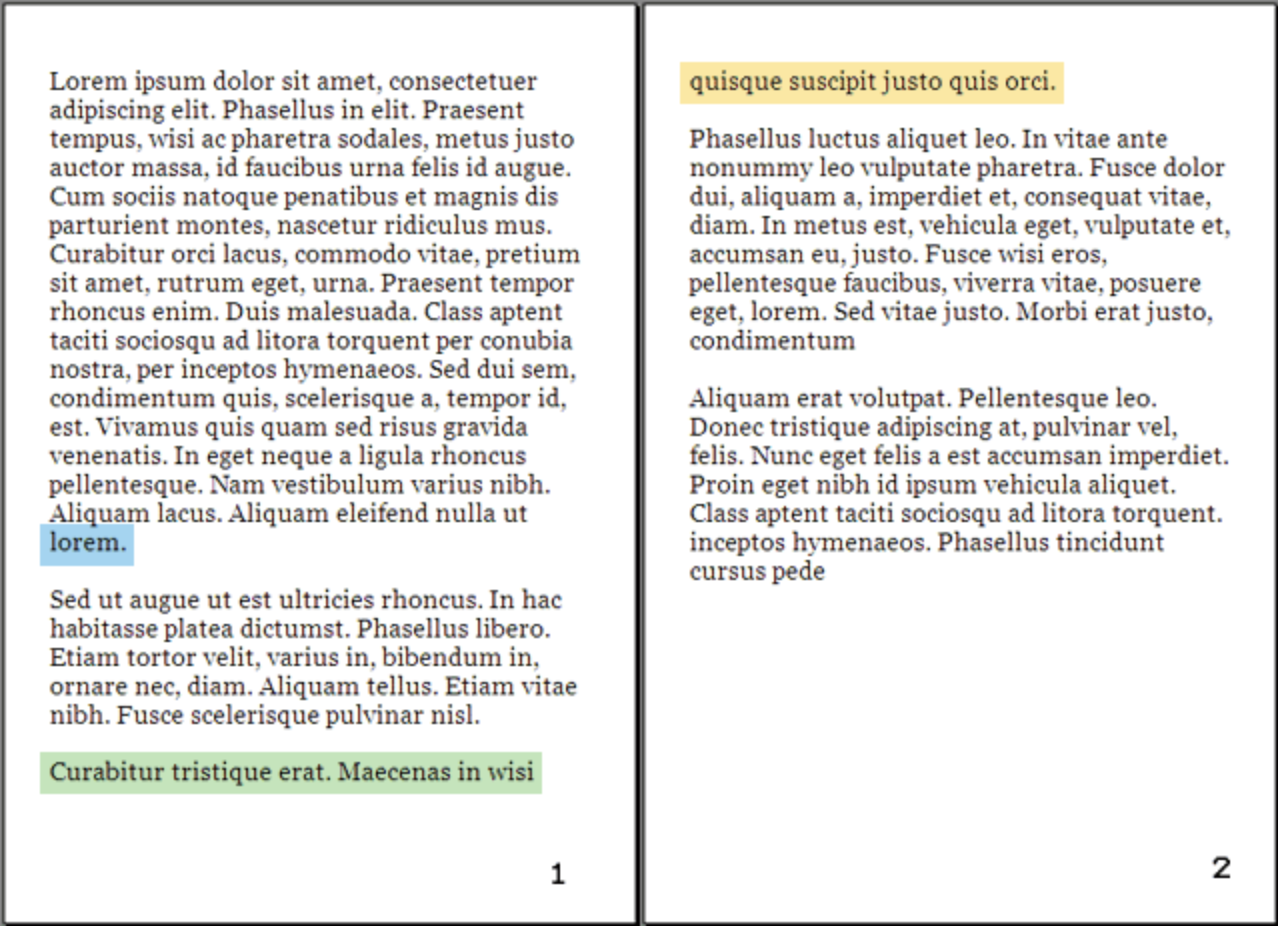 Lorem ipsum dolor sit amet, consectetuer
adipiscing elit. Phasellus in elit. Praesent
tempus, wisi ac pharetra sodales, metus justo
auctor massa, id faucibus urna felis id augue.
Cum sociis natoque penatibus et magnis dis
parturient montes, nascetur ridiculus mus.
Curabitur orci lacus, commodo vitae, pretium
sit amet, rutrum eget, urna. Praesent tempor
rhoncus enim. Duis malesuada. Class aptent
taciti sociosqu ad litora torquent per conubia
nostra, per inceptos hymenaeos. Sed dui sem,
condimentum quis, scelerisque a, tempor id,
est. Vivamus quis quam sed risus gravida
venenatis. In eget neque a ligula rhoncus
pellentesque. Nam vestibulum varius nibh.
Aliquam lacus. Aliquam eleifend nulla ut
lorem.
Sed ut augue ut est ultricies rhoncus. In hac
habitasse platea dictumst. Phasellus libero.
Etiam tortor velit, varius in, bibendum in,
ornare nec, diam. Aliquam tellus. Etiam vitae
nibh. Fusce scelerisque pulvinar nisl.
Curabitur tristique erat. Maecenas in wisi
1
quisque suscipit justo quis orci.
Phasellus luctus aliquet leo. In vitae ante
nonummy leo vulputate pharetra. Fusce dolor
dui, aliquam a, imperdiet et, consequat vitae,
diam. In metus est, vehicula eget, vulputate et,
accumsan eu, justo. Fusce wisi eros,
pellentesque faucibus, viverra vitae, posuere
eget, lorem. Sed vitae justo. Morbi erat justo,
condimentum
Aliquam erat volutpat. Pellentesque leo.
Donec tristique adipiscing at, pulvinar vel,
felis. Nunc eget felis a est accumsan imperdiet.
Proin eget nibh id ipsum vehicula aliquet.
Class aptent taciti sociosqu ad litora torquent.
inceptos hymenaeos. Phasellus tincidunt
cursus pede
2